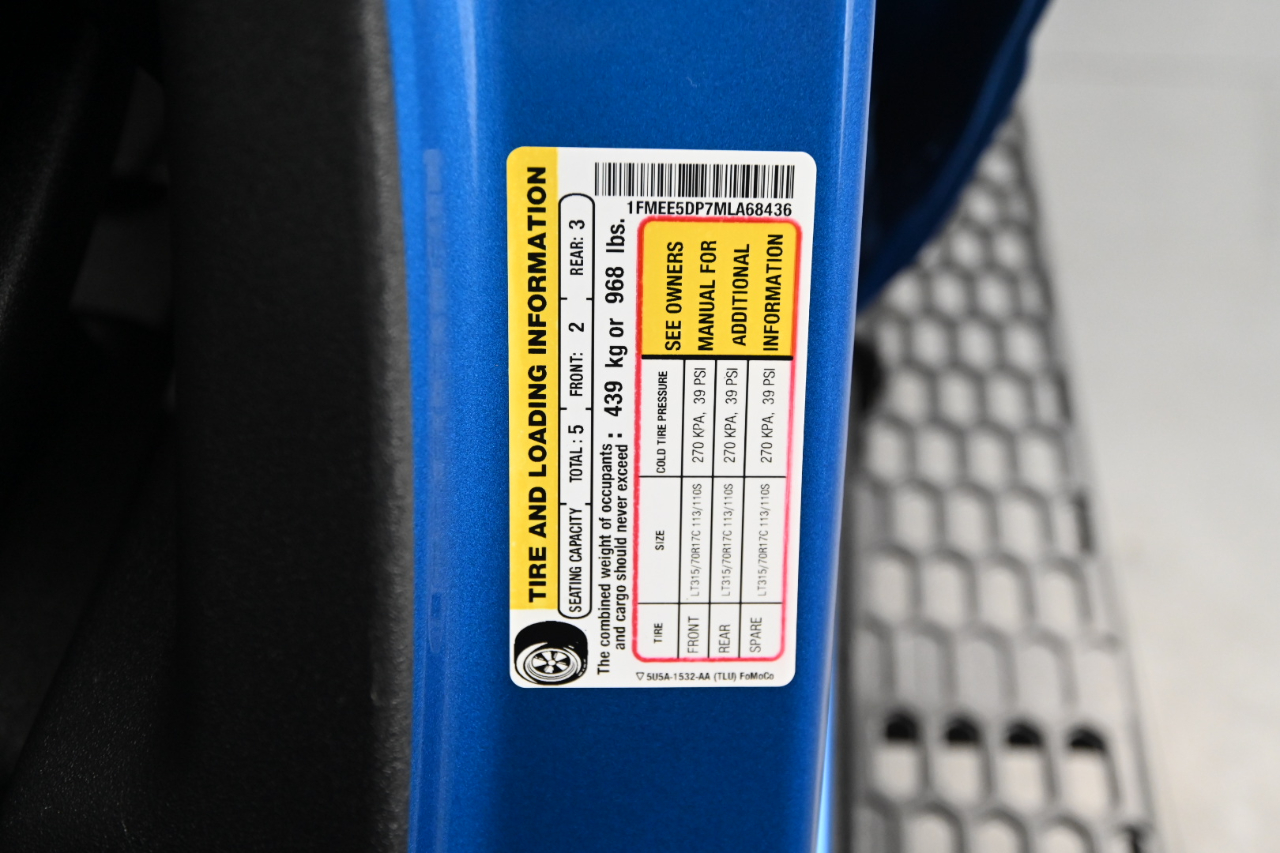 1FMEE5DP7MLA68436
TIRE AND LOADING INFORMATION
SEATING CAPACITY TOTAL : 5 FRONT: 2 REAR: 3
The combined weight of occupants : 439 kg or 968 lbs.
and cargo should never exceed :
TIRE SIZE COLD TIRE PRESSURE SEE OWNERS
FRONT LT315/70R17C 113/110S 270 KPA, 39 PSI MANUAL FOR
REAR LT315/70R17C 113/110S 270 KPA, 39 PSI ADDITIONAL
SPARE LT315/70R17C 113/110S 270 KPA, 39 PSI INFORMATION
5U5A-1532-AA (TLU) FoMoCo